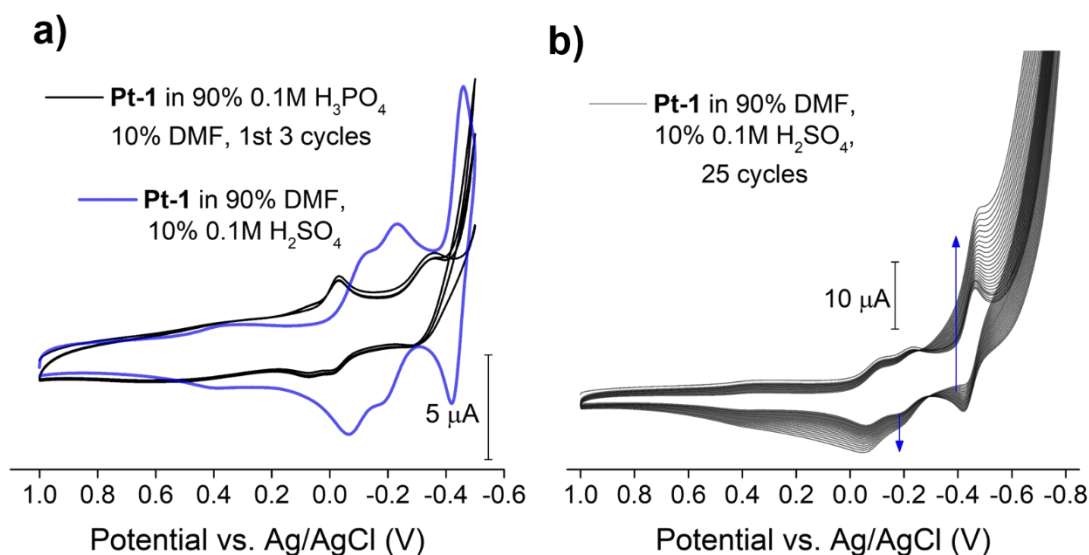 a)
Pt-1 in 90% 0.1M H₃PO₄
10% DMF, 1st 3 cycles
Pt-1 in 90% DMF,
10% 0.1M H₂SO₄
5 μA
1.0 0.8 0.6 0.4 0.2 0.0 -0.2 -0.4 -0.6
Potential vs. Ag/AgCl (V)
b)
Pt-1 in 90% DMF,
10% 0.1M H₂SO₄,
25 cycles
10 μA
1.0 0.8 0.6 0.4 0.2 0.0 -0.2 -0.4 -0.6 -0.8
Potential vs. Ag/AgCl (V)